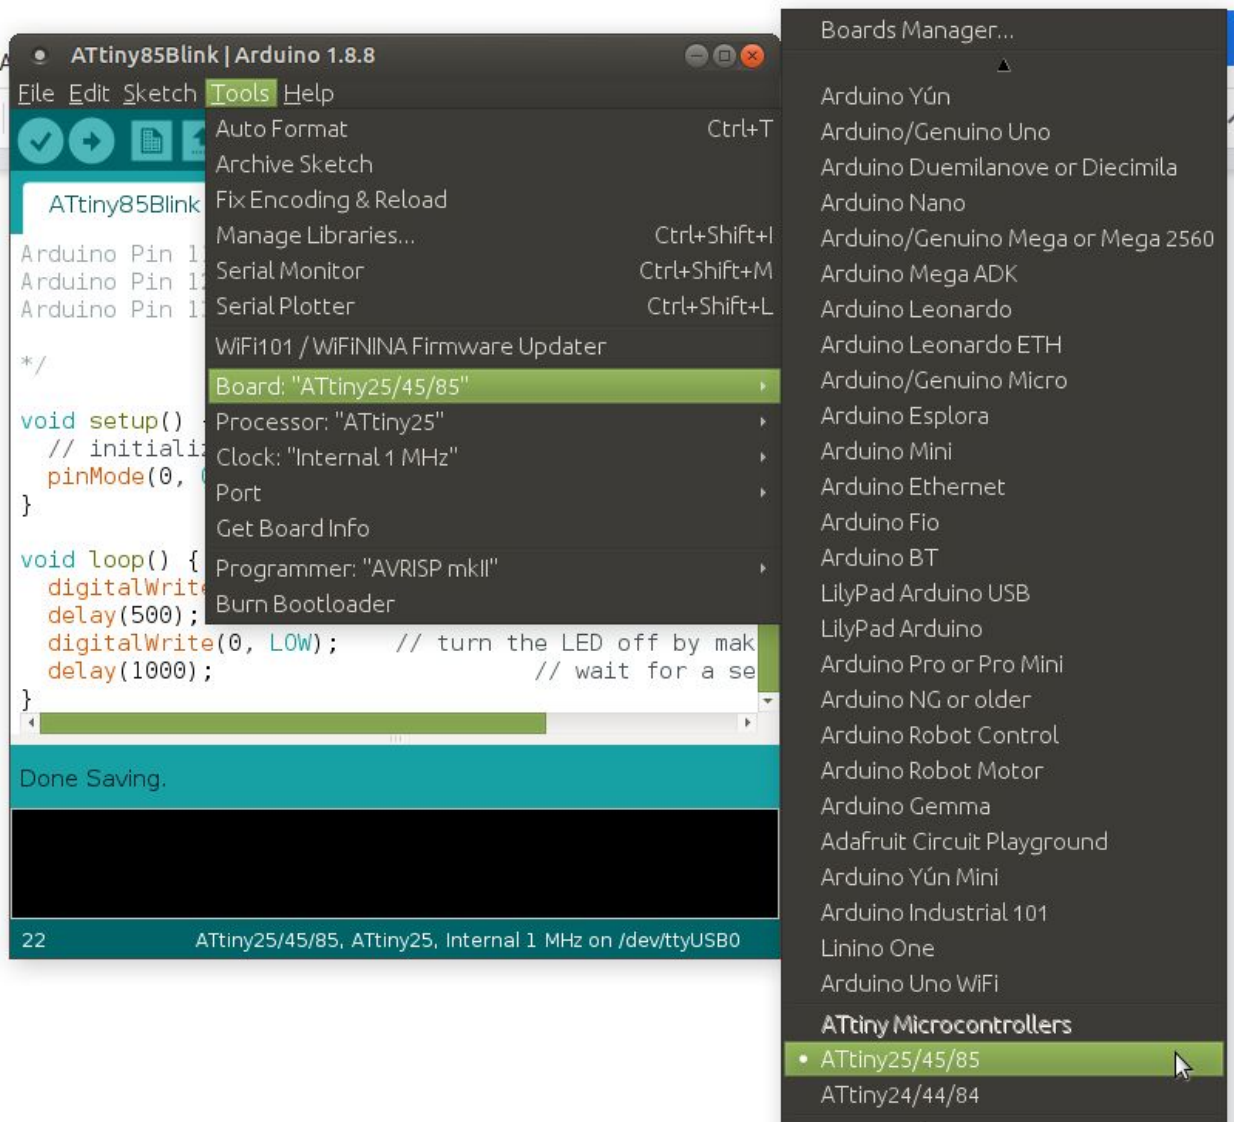 ATtiny85Blink | Arduino 1.8.8
File Edit Sketch Tools Help
ATtiny85Blink
Arduino Pin 1
Arduino Pin 1
Arduino Pin 1
*/
void setup()
// initializ
pinMode(0,
}
void loop() {
digitalWrite
delay(500);
digitalWrite(0, LOW); // turn the LED off by mak
delay(1000); // wait for a se
}
Done Saving.
22 ATtiny25/45/85, ATtiny25, Internal 1 MHz on /dev/ttyUSB0
Auto Format Ctrl+T
Archive Sketch
Fix Encoding & Reload
Manage Libraries... Ctrl+Shift+I
Serial Monitor Ctrl+Shift+M
Serial Plotter Ctrl+Shift+L
WiFi101 / WiFiNINA Firmware Updater
Board: "ATtiny25/45/85"
Processor: "ATtiny25"
Clock: "Internal 1 MHz"
Port
Get Board Info
Programmer: "AVRISP mkII"
Burn Bootloader
Boards Manager...
Arduino Yún
Arduino/Genuino Uno
Arduino Duemilanove or Diecimila
Arduino Nano
Arduino/Genuino Mega or Mega 2560
Arduino Mega ADK
Arduino Leonardo
Arduino Leonardo ETH
Arduino/Genuino Micro
Arduino Esplora
Arduino Mini
Arduino Ethernet
Arduino Fio
Arduino BT
LilyPad Arduino USB
LilyPad Arduino
Arduino Pro or Pro Mini
Arduino NG or older
Arduino Robot Control
Arduino Robot Motor
Arduino Gemma
Adafruit Circuit Playground
Arduino Yún Mini
Arduino Industrial 101
Linino One
Arduino Uno WiFi
ATtiny Microcontrollers
ATtiny25/45/85
ATtiny24/44/84